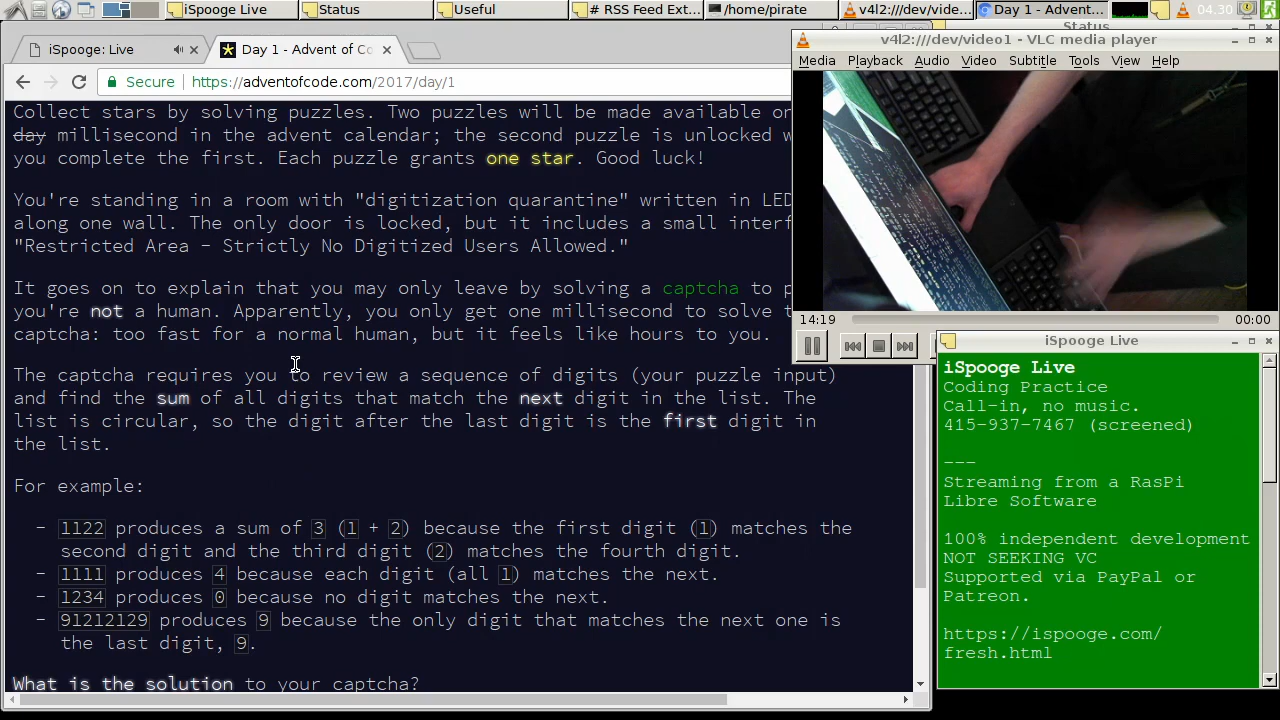 iSpooge Live
Status
Useful
# RSS Feed Ext...
/home/pirate
v4l2:///dev/vide...
Day 1 - Advent...
04.30
Status
iSpooge: Live
Day 1 - Advent of Co
Secure
https://adventofcode.com/2017/day/1
Collect stars by solving puzzles. Two puzzles will be made available on
day millisecond in the advent calendar; the second puzzle is unlocked w
you complete the first. Each puzzle grants one star. Good luck!
You're standing in a room with "digitization quarantine" written in LED
along one wall. The only door is locked, but it includes a small interf
"Restricted Area - Strictly No Digitized Users Allowed."
It goes on to explain that you may only leave by solving a captcha to p
you're not a human. Apparently, you only get one millisecond to solve t
captcha: too fast for a normal human, but it feels like hours to you.
The captcha requires you to review a sequence of digits (your puzzle input)
and find the sum of all digits that match the next digit in the list. The
list is circular, so the digit after the last digit is the first digit in
the list.
For example:
- 1122 produces a sum of 3 (1 + 2) because the first digit (1) matches the
second digit and the third digit (2) matches the fourth digit.
- 1111 produces 4 because each digit (all 1) matches the next.
- 1234 produces 0 because no digit matches the next.
- 91212129 produces 9 because the only digit that matches the next one is
the last digit, 9.
What is the solution to your captcha?
v4l2:///dev/video1 - VLC media player
Media Playback Audio Video Subtitle Tools View Help
14:19
00:00
iSpooge Live
iSpooge Live
Coding Practice
Call-in, no music.
415-937-7467 (screened)
---
Streaming from a RasPi
Libre Software
100% independent development
NOT SEEKING VC
Supported via PayPal or
Patreon.
https://ispooge.com/
fresh.html